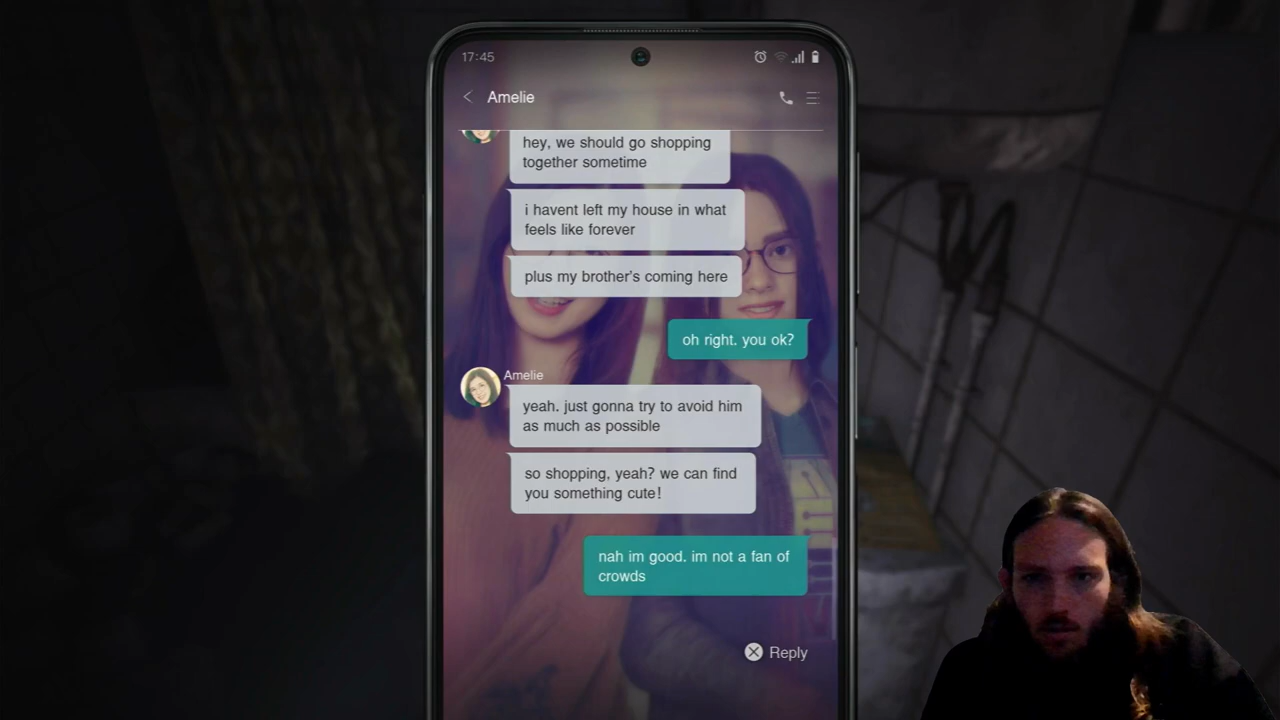 17:45
Amelie
hey, we should go shopping
together sometime
i havent left my house in what
feels like forever
plus my brother's coming here
oh right. you ok?
Amelie
yeah. just gonna try to avoid him
as much as possible
so shopping, yeah? we can find
you something cute!
nah im good. im not a fan of
crowds
Reply